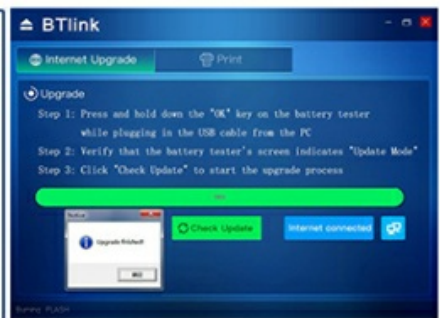 BTlink
Internet Upgrade
Print
Upgrade
Step 1: Press and hold down the "OK" key on the battery tester
while plugging in the USB cable from the PC
Step 2: Verify that the battery tester's screen indicates "Update Mode"
Step 3: Click "Check Update" to start the upgrade process
Upgrade finished!
Check Update
Internet connected